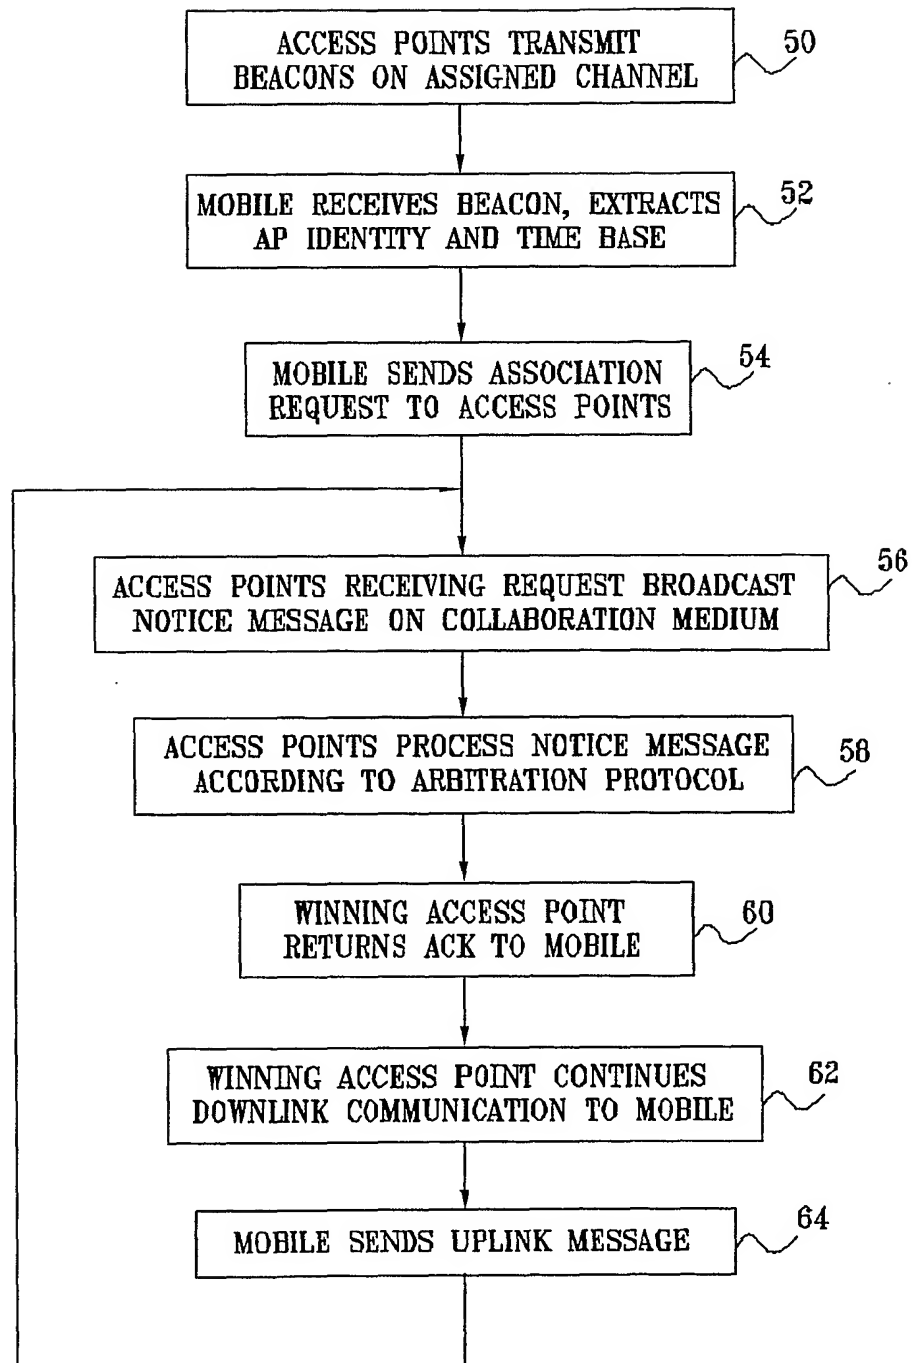 ACCESS POINTS TRANSMIT
BEACONS ON ASSIGNED CHANNEL
50
MOBILE RECEIVES BEACON, EXTRACTS
AP IDENTITY AND TIME BASE
52
MOBILE SENDS ASSOCIATION
REQUEST TO ACCESS POINTS
54
ACCESS POINTS RECEIVING REQUEST BROADCAST
NOTICE MESSAGE ON COLLABORATION MEDIUM
56
ACCESS POINTS PROCESS NOTICE MESSAGE
ACCORDING TO ARBITRATION PROTOCOL
58
WINNING ACCESS POINT
RETURNS ACK TO MOBILE
60
WINNING ACCESS POINT CONTINUES
DOWNLINK COMMUNICATION TO MOBILE
62
MOBILE SENDS UPLINK MESSAGE
64